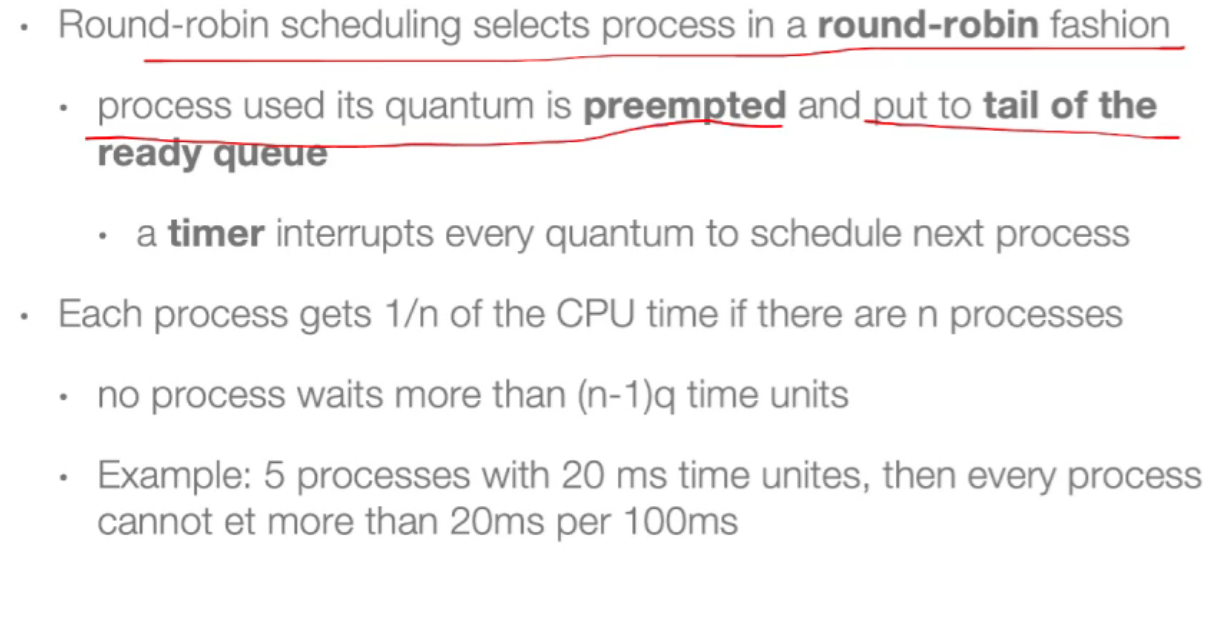 • Round-robin scheduling selects process in a round-robin fashion
• process used its quantum is preempted and put to tail of the
ready queue
• a timer interrupts every quantum to schedule next process
• Each process gets 1/n of the CPU time if there are n processes
• no process waits more than (n-1)q time units
• Example: 5 processes with 20 ms time unites, then every process
cannot et more than 20ms per 100ms